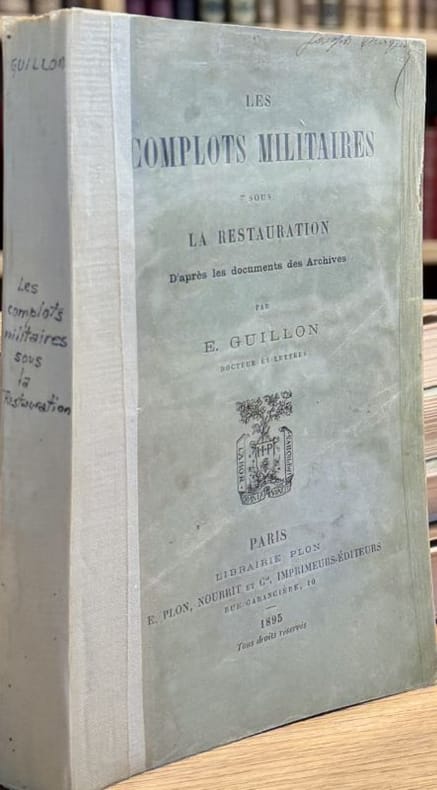 GUILLON
Les
complots
militaires
sous
la
Restauration
LES
COMPLOTS MILITAIRES
SOUS
LA RESTAURATION
D'après les documents des Archives
PAR
E. GUILLON
DOCTEUR ÈS LETTRES
LABOR
PARIS
LIBRAIRIE PLON
E. PLON, NOURRIT ET Cie, IMPRIMEURS-ÉDITEURS
RUE GARANCIÈRE, 10
1895
Tous droits réservés